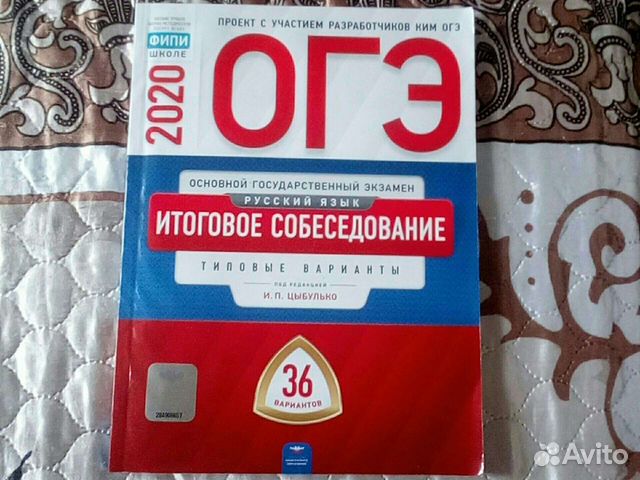 ПРОЕКТ С УЧАСТИЕМ РАЗРАБОТЧИКОВ КИМ ОГЭ
ФИПИ
ШКОЛЕ
2020
ОГЭ
ОСНОВНОЙ ГОСУДАРСТВЕННЫЙ ЭКЗАМЕН
РУССКИЙ ЯЗЫК
ИТОГОВОЕ СОБЕСЕДОВАНИЕ
ТИПОВЫЕ ВАРИАНТЫ
ПОД РЕДАКЦИЕЙ
И. П. ЦЫБУЛЬКО
36
ВАРИАНТОВ
Avito